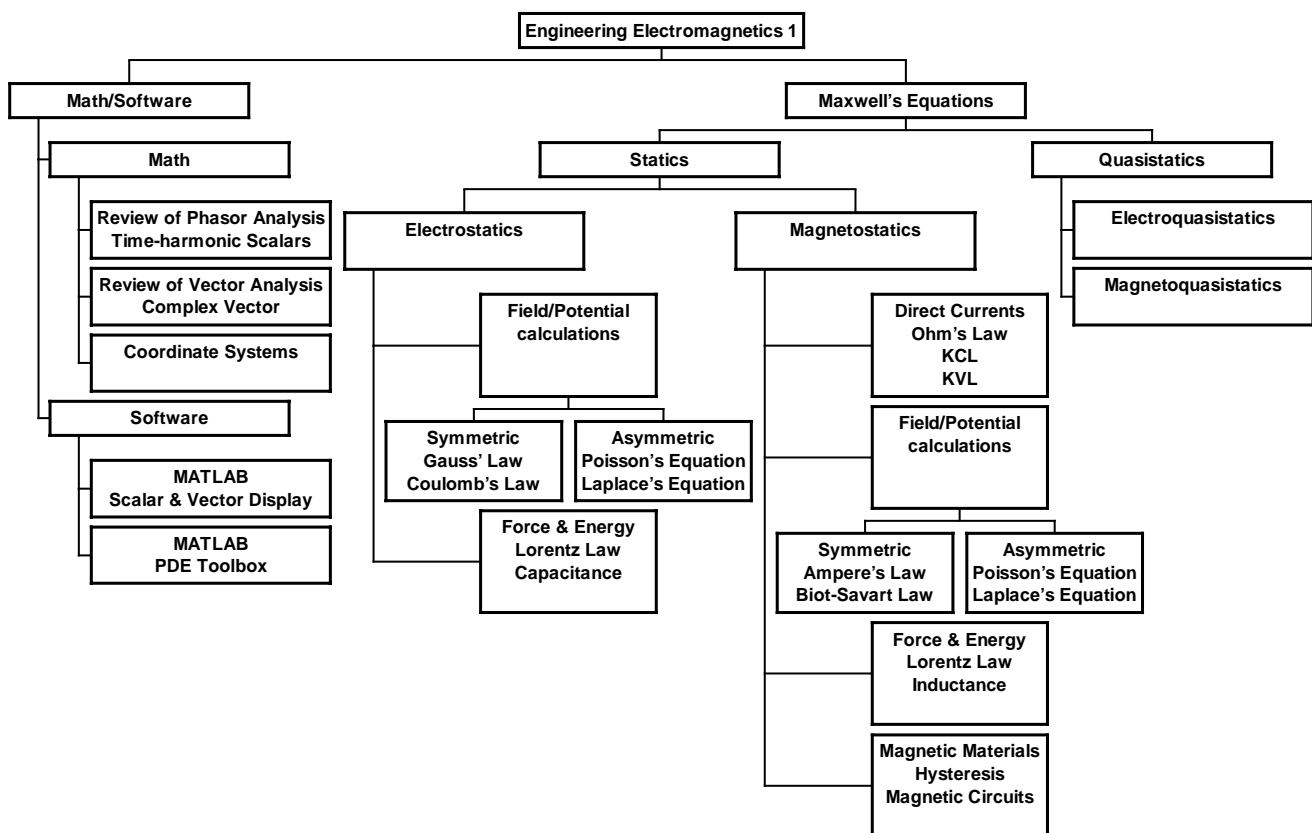 Engineering Electromagnetics 1
Math/Software
Maxwell's Equations
Math
Statics
Quasistatics
Review of Phasor Analysis
Time-harmonic Scalars
Electrostatics
Magnetostatics
Electroquasistatics
Review of Vector Analysis
Complex Vector
Field/Potential
calculations
Direct Currents
Ohm's Law
KCL
KVL
Magnetoquasistatics
Coordinate Systems
Software
Symmetric
Gauss' Law
Coulomb's Law
Asymmetric
Poisson's Equation
Laplace's Equation
Field/Potential
calculations
MATLAB
Scalar & Vector Display
MATLAB
PDE Toolbox
Force & Energy
Lorentz Law
Capacitance
Symmetric
Ampere's Law
Biot-Savart Law
Asymmetric
Poisson's Equation
Laplace's Equation
Force & Energy
Lorentz Law
Inductance
Magnetic Materials
Hysteresis
Magnetic Circuits